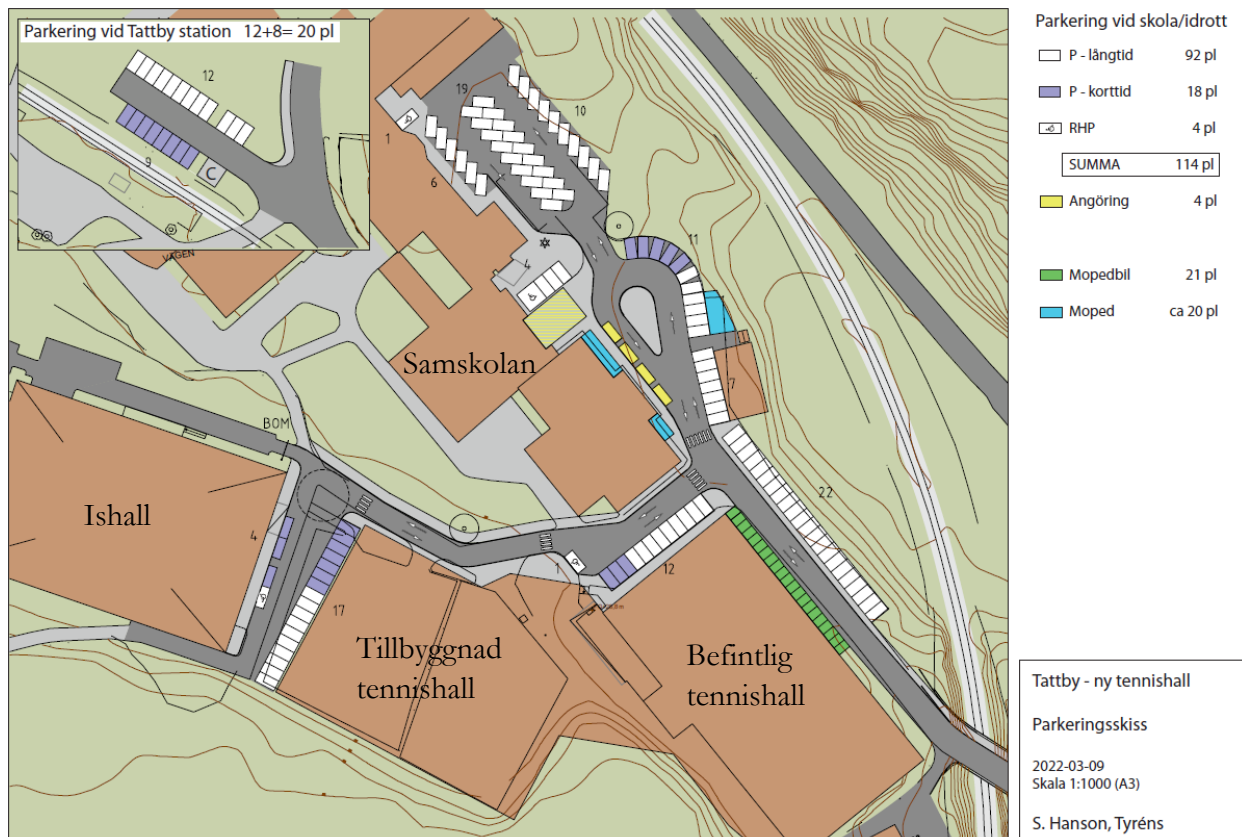 Parkering vid Tattby station 12+8= 20 pl
12
9
C
VÄGEN
1
19
10
6
4
11
7
22
Samskolan
BOM
Ishall
4
17
1
12
Tillbyggnad
tennishall
Befintlig
tennishall
Parkering vid skola/idrott
P - långtid 92 pl
P - korttid 18 pl
RHP 4 pl
SUMMA 114 pl
Angöring 4 pl
Mopedbil 21 pl
Moped ca 20 pl
Tattby - ny tennishall
Parkeringsskiss
2022-03-09
Skala 1:1000 (A3)
S. Hanson, Tyréns